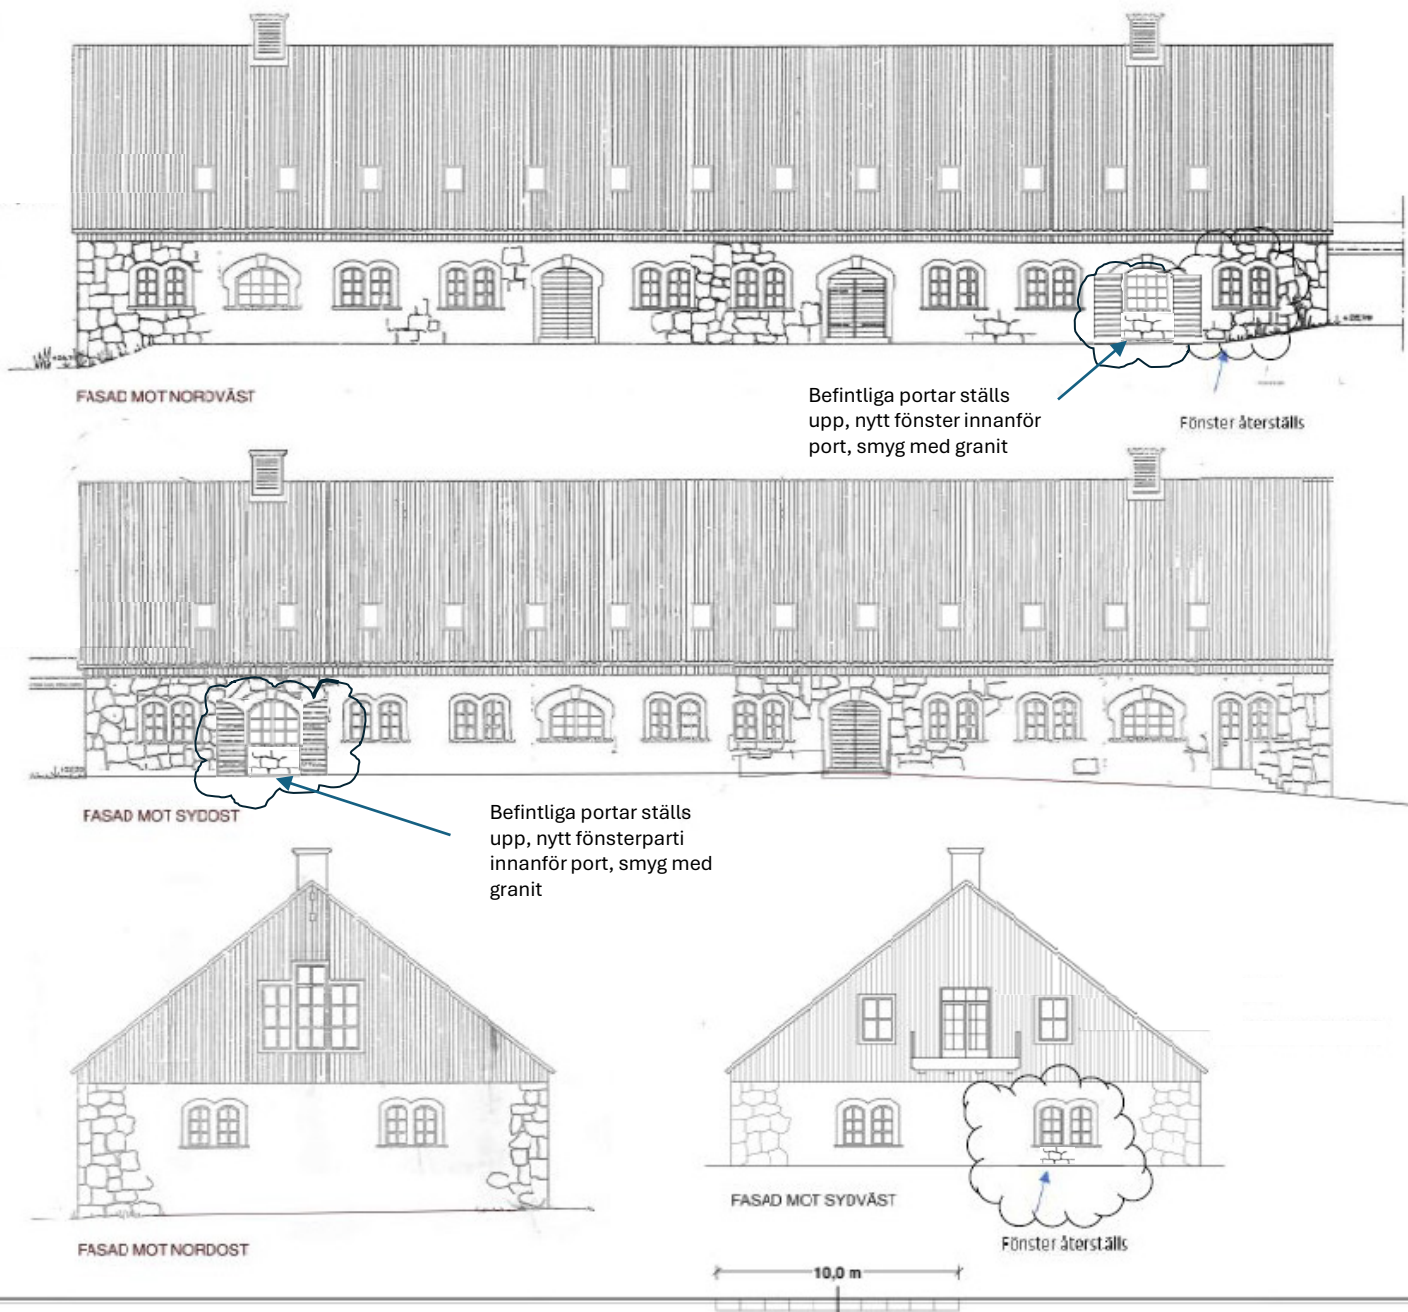 FASAD MOT NORDVÄST
Befintliga portar ställs
upp, nytt fönster innanför
port, smyg med granit
Fönster återställs
FASAD MOT SYDOST
Befintliga portar ställs
upp, nytt fönsterparti
innanför port, smyg med
granit
FASAD MOT NORDOST
FASAD MOT SYDVÄST
Fönster återställs
10,0 m